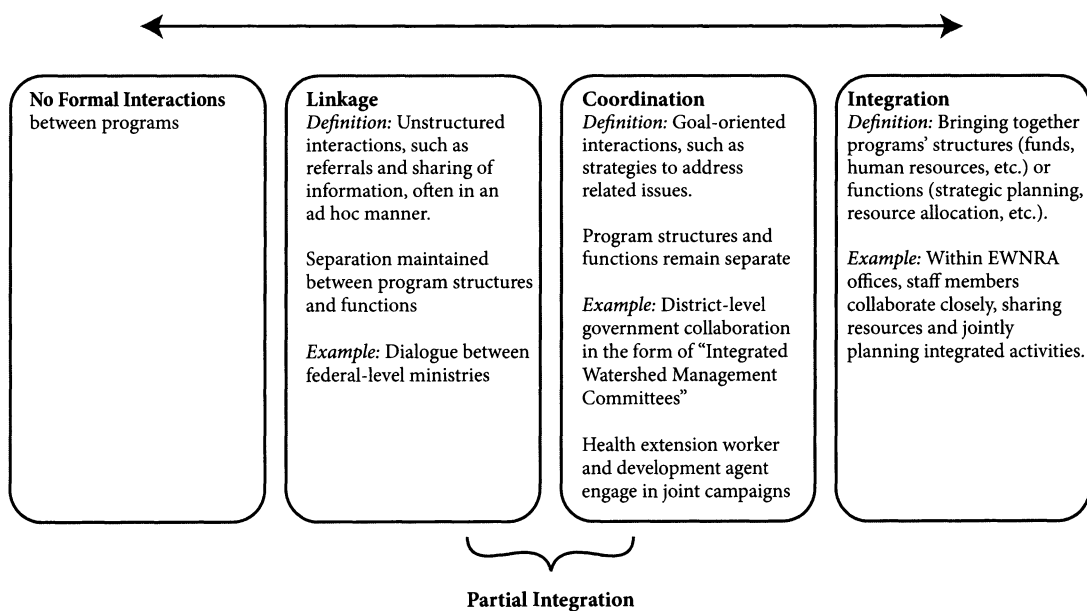 No Formal Interactions
between programs
Linkage
Definition: Unstructured
interactions, such as
referrals and sharing of
information, often in an
ad hoc manner.
Separation maintained
between program structures
and functions
Example: Dialogue between
federal-level ministries
Coordination
Definition: Goal-oriented
interactions, such as
strategies to address
related issues.
Program structures and
functions remain separate
Example: District-level
government collaboration
in the form of “Integrated
Watershed Management
Committees”
Health extension worker
and development agent
engage in joint campaigns
Integration
Definition: Bringing together
programs’ structures (funds,
human resources, etc.) or
functions (strategic planning,
resource allocation, etc.).
Example: Within EWNRA
offices, staff members
collaborate closely, sharing
resources and jointly
planning integrated activities.
Partial Integration